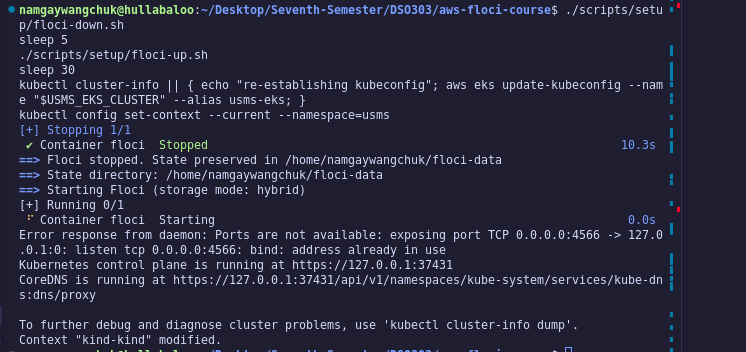 namgaywangchuk@hullabaloo:~/Desktop/Seventh-Semester/DSO303/aws-floci-course$ ./scripts/setu
p/floci-down.sh
sleep 5
./scripts/setup/floci-up.sh
sleep 30
kubectl cluster-info || { echo "re-establishing kubeconfig"; aws eks update-kubeconfig --nam
e "$USMS_EKS_CLUSTER" --alias usms-eks; }
kubectl config set-context --current --namespace=usms
[+] Stopping 1/1
✔ Container floci  Stopped 10.3s
==> Floci stopped. State preserved in /home/namgaywangchuk/floci-data
==> State directory: /home/namgaywangchuk/floci-data
==> Starting Floci (storage mode: hybrid)
[+] Running 0/1
⠋ Container floci  Starting 0.0s
Error response from daemon: Ports are not available: exposing port TCP 0.0.0.0:4566 -> 127.0
.0.1:0: listen tcp 0.0.0.0:4566: bind: address already in use
Kubernetes control plane is running at https://127.0.0.1:37431
CoreDNS is running at https://127.0.0.1:37431/api/v1/namespaces/kube-system/services/kube-dn
s:dns/proxy

To further debug and diagnose cluster problems, use 'kubectl cluster-info dump'.
Context "kind-kind" modified.